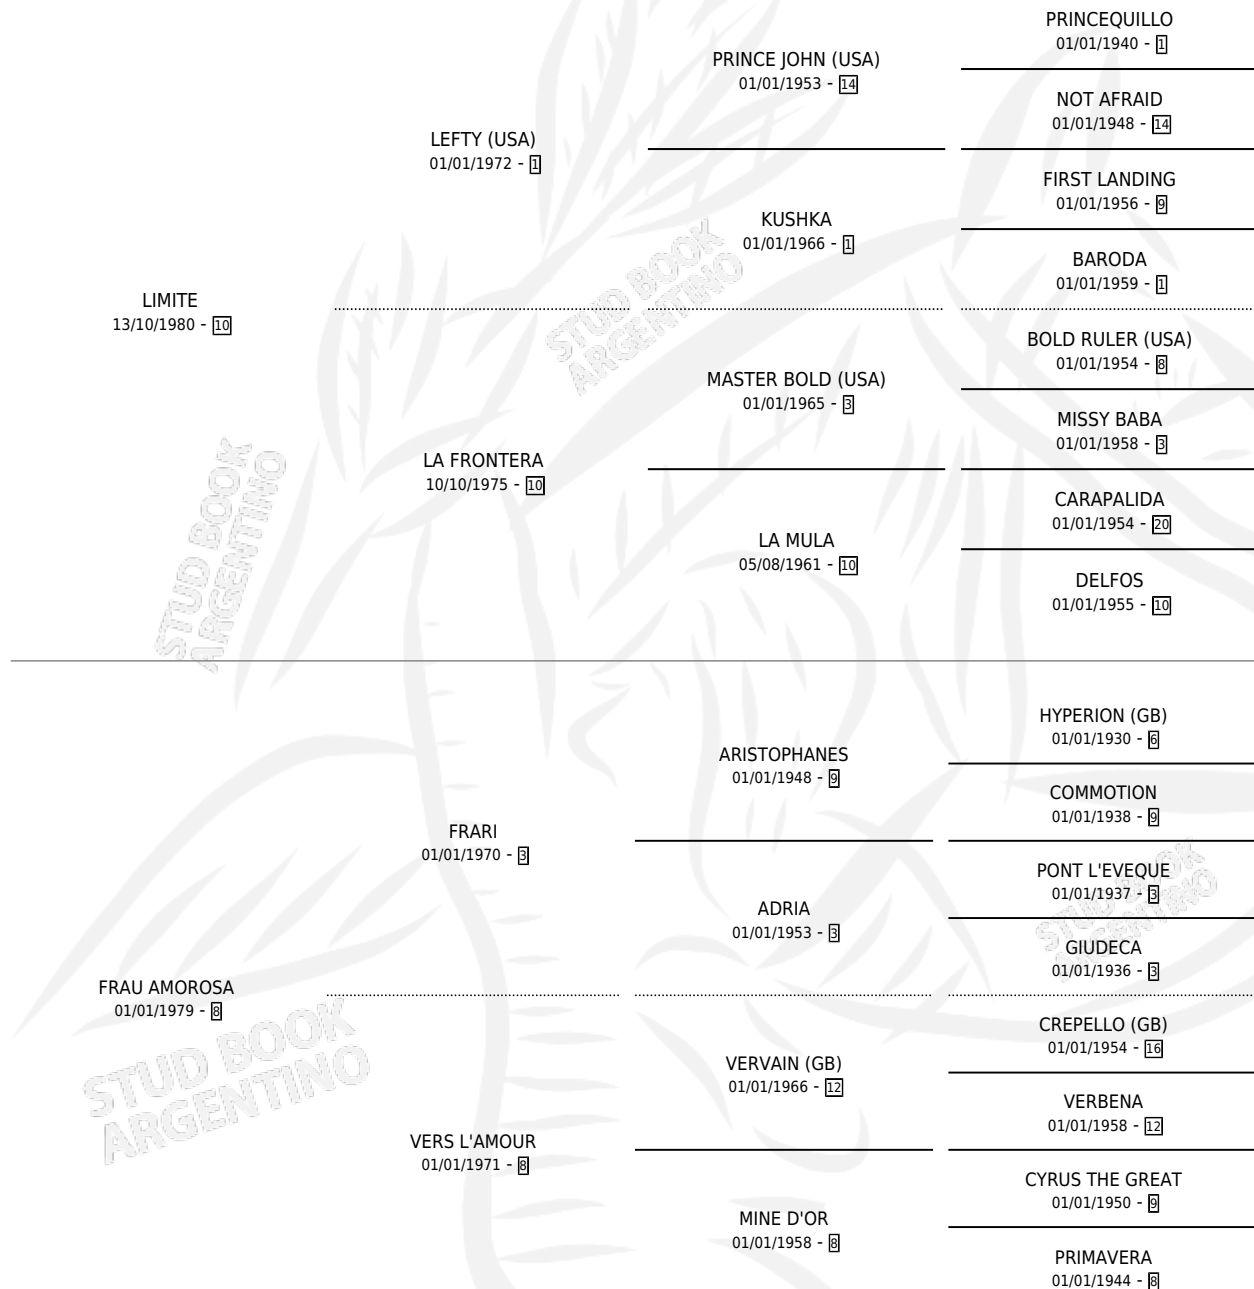 PRINCEQUILLO
01/01/1940 - 1
PRINCE JOHN (USA)
01/01/1953 - 14
NOT AFRAID
01/01/1948 - 14
LEFTY (USA)
01/01/1972 - 1
FIRST LANDING
01/01/1956 - 9
KUSHKA
01/01/1966 - 1
BARODA
01/01/1959 - 1
LIMITE
13/10/1980 - 10
BOLD RULER (USA)
01/01/1954 - 8
MASTER BOLD (USA)
01/01/1965 - 3
MISSY BABA
01/01/1958 - 3
LA FRONTERA
10/10/1975 - 10
CARAPALIDA
01/01/1954 - 20
LA MULA
05/08/1961 - 10
DELFOS
01/01/1955 - 10
HYPERION (GB)
01/01/1930 - 6
ARISTOPHANES
01/01/1948 - 9
COMMOTION
01/01/1938 - 9
FRARI
01/01/1970 - 3
PONT L'EVEQUE
01/01/1937 - 3
ADRIA
01/01/1953 - 3
GIUDECA
01/01/1936 - 3
FRAU AMOROSA
01/01/1979 - 8
CREPELLO (GB)
01/01/1954 - 16
VERVAIN (GB)
01/01/1966 - 12
VERBENA
01/01/1958 - 12
VERS L'AMOUR
01/01/1971 - 8
CYRUS THE GREAT
01/01/1950 - 9
MINE D'OR
01/01/1958 - 8
PRIMAVERA
01/01/1944 - 8
STUD BOOK
ARGENTINO
STUD BOOK
ARGENTINO
STUD BOOK
ARGENTINO
STUD BOOK
ARGENTINO